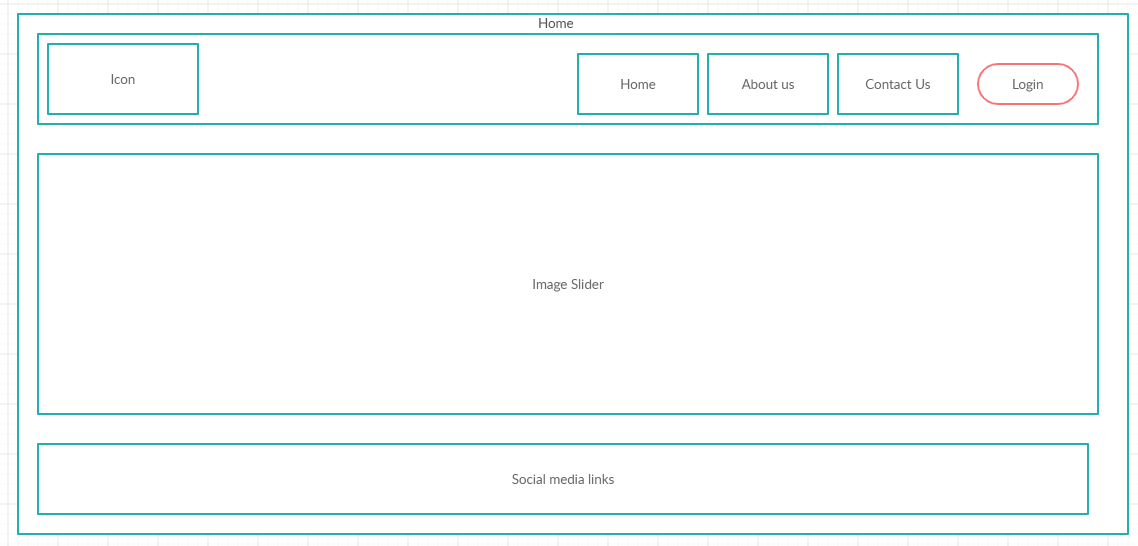 Home
Icon
Home
About us
Contact Us
Login
Image Slider
Social media links